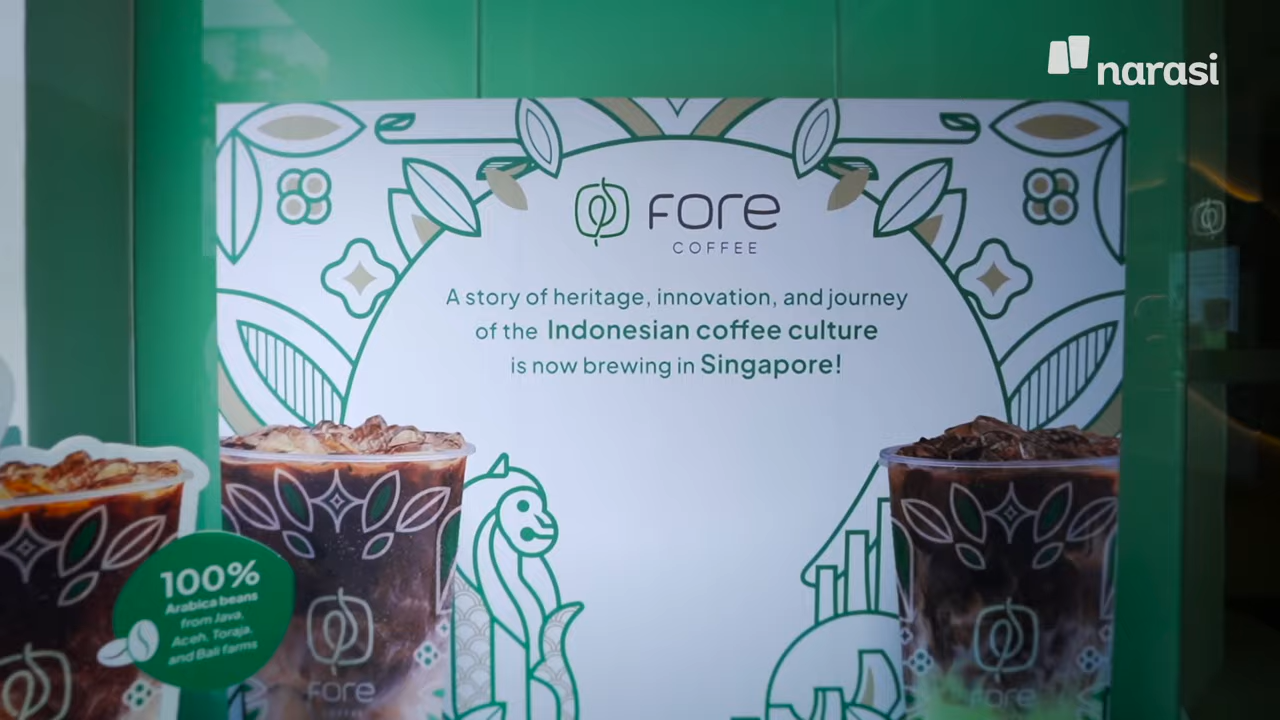 narasi
FORE
COFFEE
A story of heritage, innovation, and journey
of the Indonesian coffee culture
is now brewing in Singapore!
100%
Arabica beans
from Java,
Aceh, Toraja,
and Bali farms
FORE
COFFEE
FORE